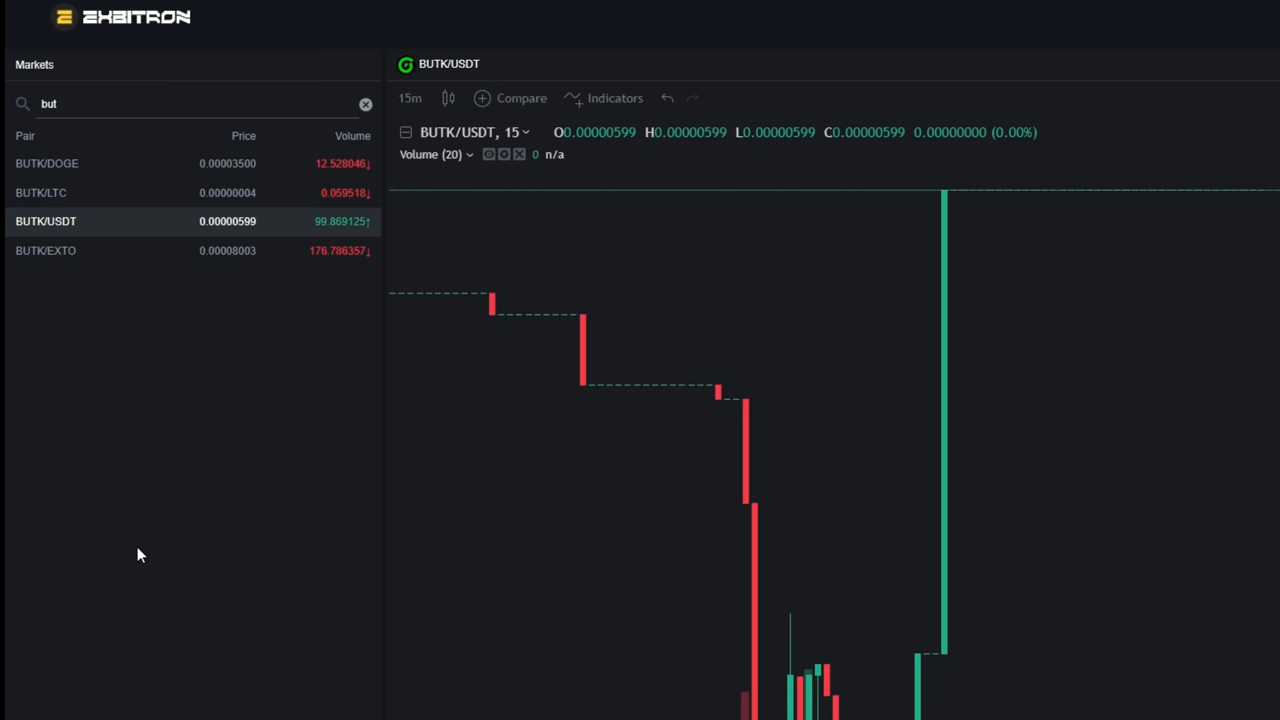 EXBITRON
Markets
but
Pair Price Volume
BUTK/DOGE 0.00003500 12.528046↓
BUTK/LTC 0.00000004 0.059518↓
BUTK/USDT 0.00000599 99.869125↑
BUTK/EXTO 0.00008003 176.786357↓
BUTK/USDT
15m Compare Indicators
BUTK/USDT, 15 O0.00000599 H0.00000599 L0.00000599 C0.00000599 0.00000000 (0.00%)
Volume (20) 0 n/a